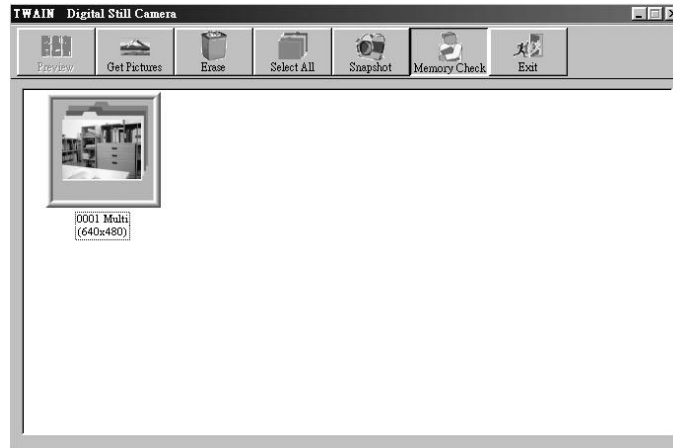 TWAIN Digital Still Camera
Preview
Get Pictures
Erase
Select All
Snapshot
Memory Check
Exit
0001 Multi
(640x480)